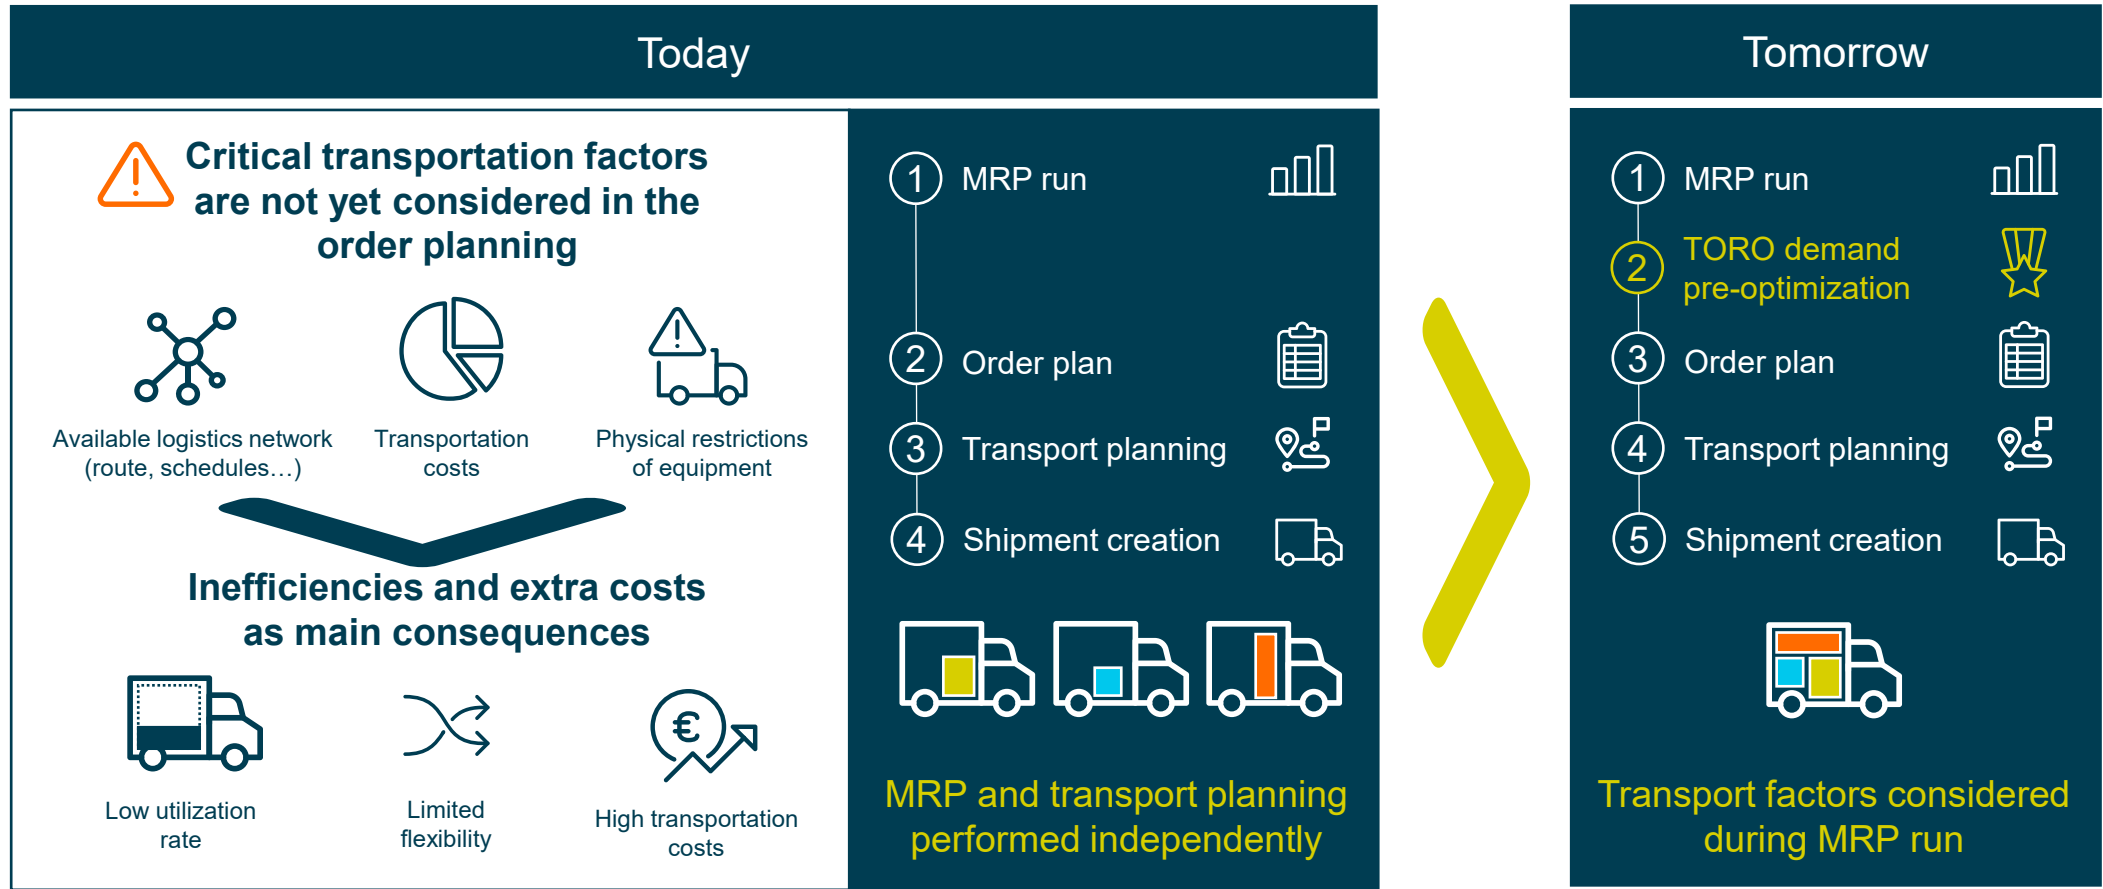 Today
Critical transportation factors
are not yet considered in the
order planning
Available logistics network
(route, schedules…)
Transportation
costs
Physical restrictions
of equipment
Inefficiencies and extra costs
as main consequences
Low utilization
rate
Limited
flexibility
€
High transportation
costs
1 MRP run
2 Order plan
3 Transport planning
4 Shipment creation
MRP and transport planning
performed independently
Tomorrow
1 MRP run
2 TORO demand
pre-optimization
3 Order plan
4 Transport planning
5 Shipment creation
Transport factors considered
during MRP run